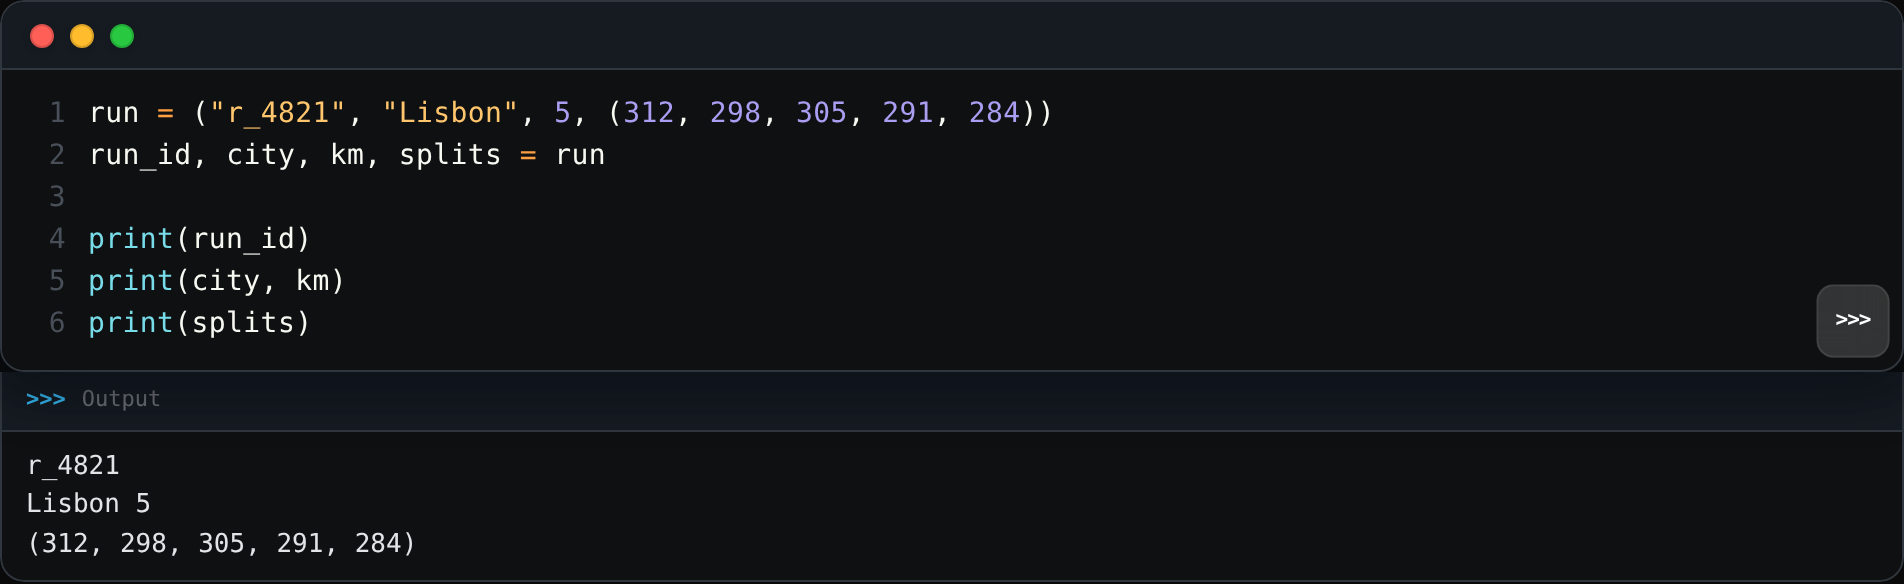 1 run = ("r_4821", "Lisbon", 5, (312, 298, 305, 291, 284))
2 run_id, city, km, splits = run
3
4 print(run_id)
5 print(city, km)
6 print(splits)
>>>
>>> Output
r_4821
Lisbon 5
(312, 298, 305, 291, 284)